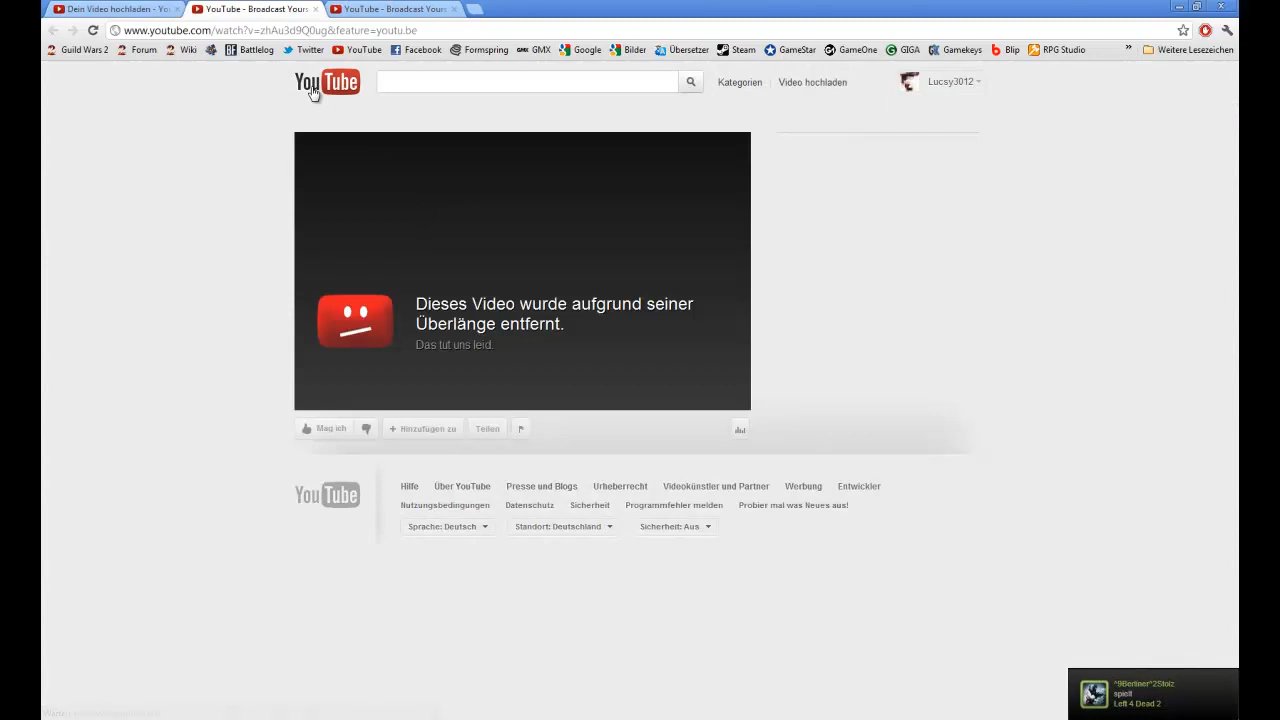 Dein Video hochladen - Yo
YouTube - Broadcast Yours
YouTube - Broadcast Yours
www.youtube.com/watch?v=zhAu3d9Q0ug&feature=youtu.be
Guild Wars 2 Forum Wiki Battlelog Twitter YouTube Facebook Formspring GMX GMX Google Bilder Übersetzer Steam GameStar GameOne GIGA Gamekeys Blip RPG Studio » Weitere Lesezeichen
YouTube Kategorien Video hochladen Lucsy3012
Dieses Video wurde aufgrund seiner
Überlänge entfernt.
Das tut uns leid.
Mag ich + Hinzufügen zu Teilen
YouTube
Hilfe Über YouTube Presse und Blogs Urheberrecht Videokünstler und Partner Werbung Entwickler
Nutzungsbedingungen Datenschutz Sicherheit Programmfehler melden Probier mal was Neues aus!
Sprache: Deutsch Standort: Deutschland Sicherheit: Aus
^9Berliner^2Stolz
spielt
Left 4 Dead 2